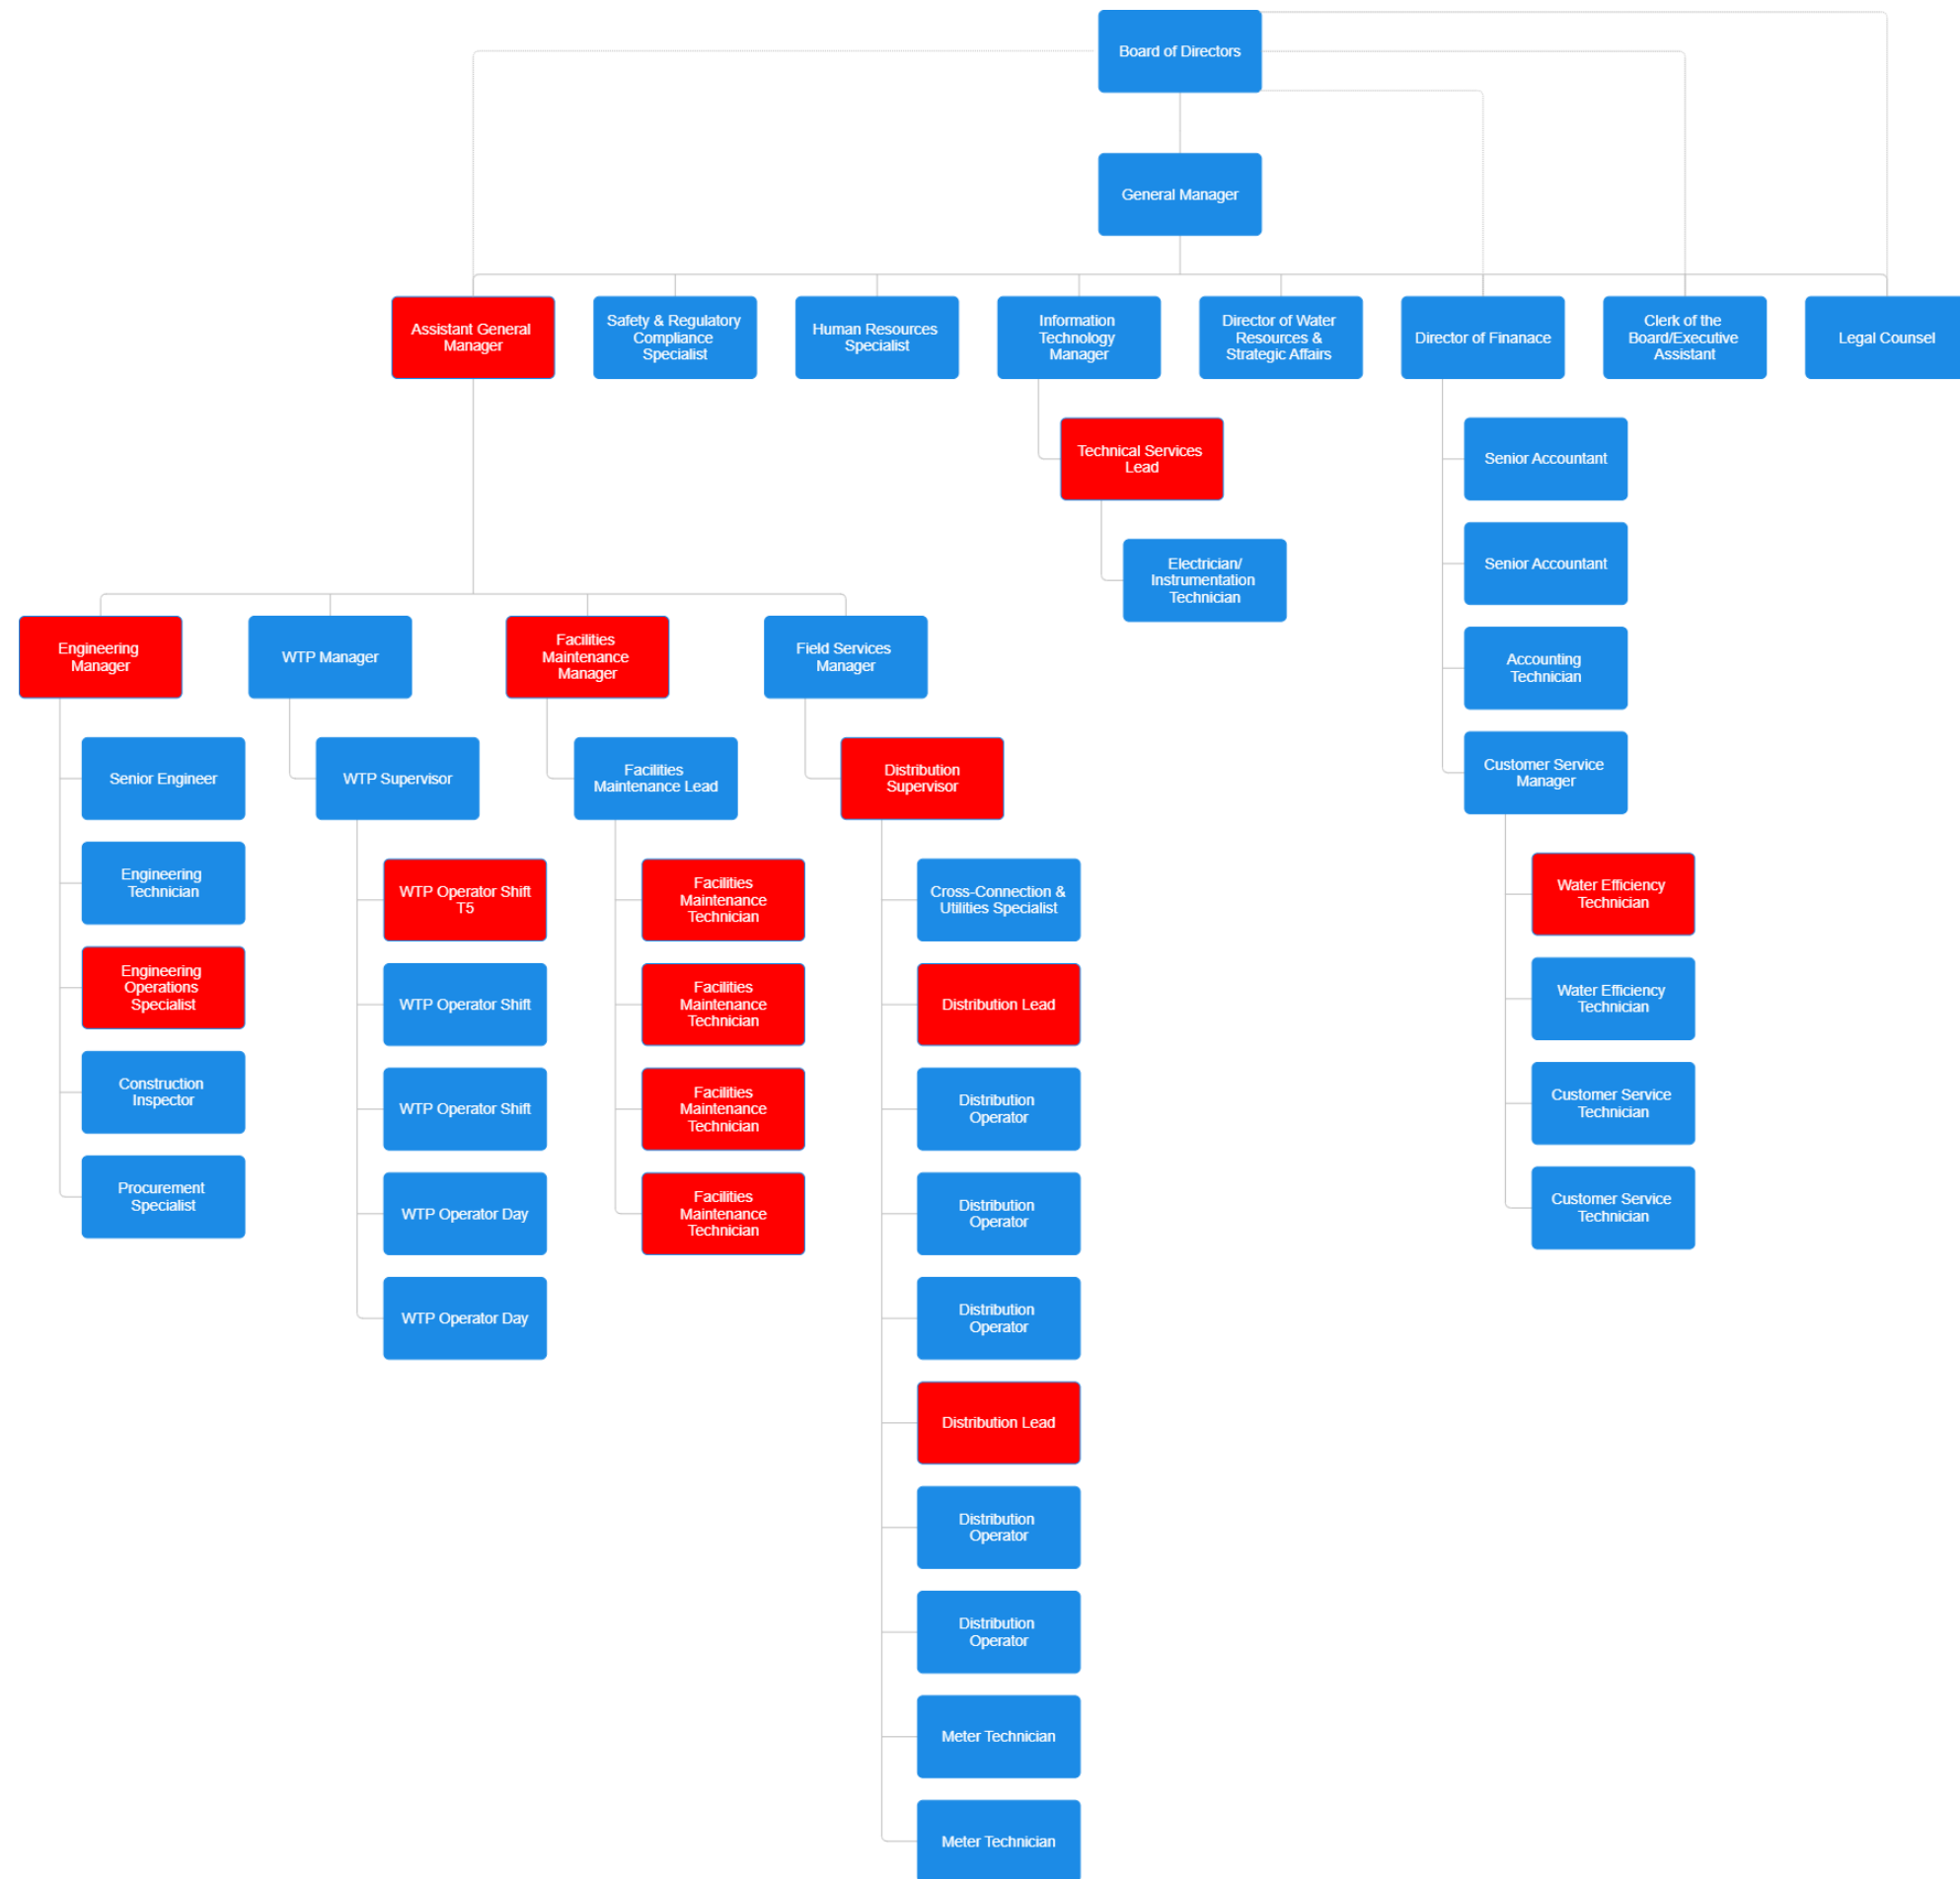 Board of Directors
General Manager
Assistant General
Manager
Safety & Regulatory
Compliance
Specialist
Human Resources
Specialist
Information
Technology
Manager
Director of Water
Resources &
Strategic Affairs
Director of Finanace
Clerk of the
Board/Executive
Assistant
Legal Counsel
Technical Services
Lead
Electrician/
Instrumentation
Technician
Senior Accountant
Senior Accountant
Accounting
Technician
Customer Service
Manager
Water Efficiency
Technician
Water Efficiency
Technician
Customer Service
Technician
Customer Service
Technician
Engineering
Manager
WTP Manager
Facilities
Maintenance
Manager
Field Services
Manager
Senior Engineer
Engineering
Technician
Engineering
Operations
Specialist
Construction
Inspector
Procurement
Specialist
WTP Supervisor
WTP Operator Shift
T5
WTP Operator Shift
WTP Operator Shift
WTP Operator Day
WTP Operator Day
Facilities
Maintenance Lead
Facilities
Maintenance
Technician
Facilities
Maintenance
Technician
Facilities
Maintenance
Technician
Facilities
Maintenance
Technician
Distribution
Supervisor
Cross-Connection &
Utilities Specialist
Distribution Lead
Distribution
Operator
Distribution
Operator
Distribution
Operator
Distribution Lead
Distribution
Operator
Distribution
Operator
Meter Technician
Meter Technician